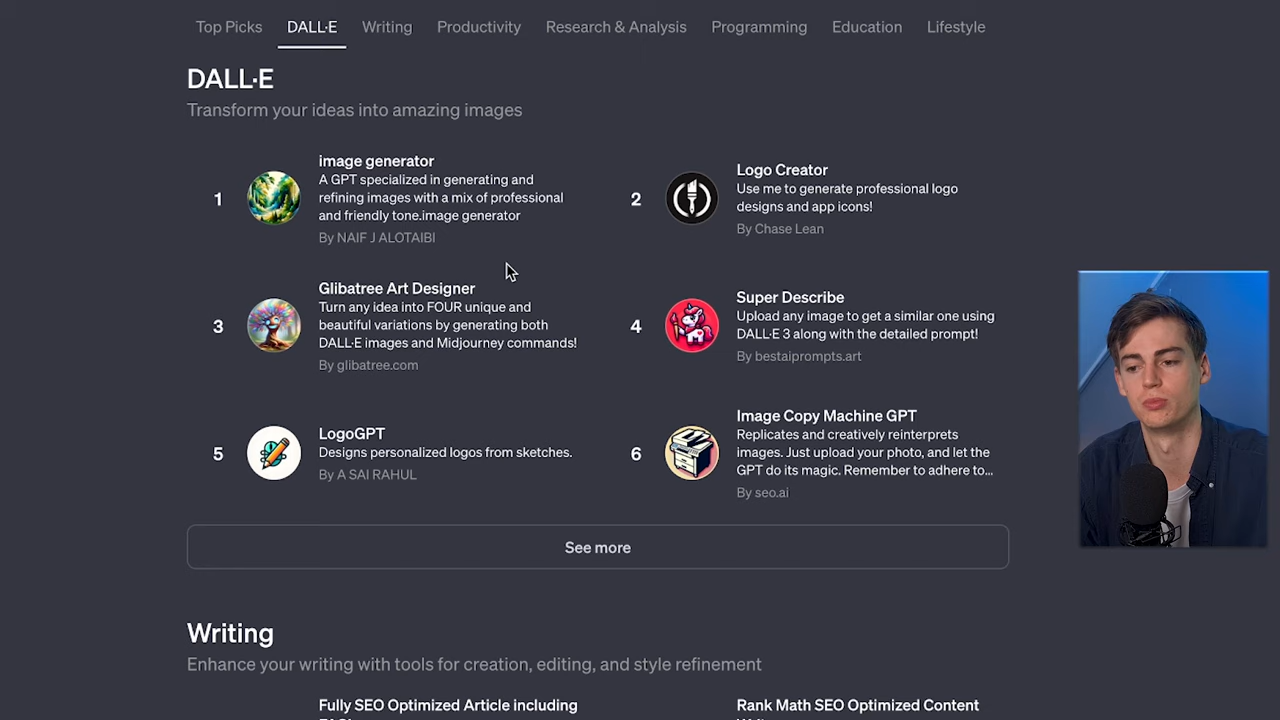 Top Picks DALL·E Writing Productivity Research & Analysis Programming Education Lifestyle
DALL·E
Transform your ideas into amazing images
1
image generator
A GPT specialized in generating and
refining images with a mix of professional
and friendly tone.image generator
By NAIF J ALOTAIBI
2
Logo Creator
Use me to generate professional logo
designs and app icons!
By Chase Lean
3
Glibatree Art Designer
Turn any idea into FOUR unique and
beautiful variations by generating both
DALL·E images and Midjourney commands!
By glibatree.com
4
Super Describe
Upload any image to get a similar one using
DALL·E 3 along with the detailed prompt!
By bestaiprompts.art
5
LogoGPT
Designs personalized logos from sketches.
By A SAI RAHUL
6
Image Copy Machine GPT
Replicates and creatively reinterprets
images. Just upload your photo, and let the
GPT do its magic. Remember to adhere to...
By seo.ai
See more
Writing
Enhance your writing with tools for creation, editing, and style refinement
Fully SEO Optimized Article including
Rank Math SEO Optimized Content